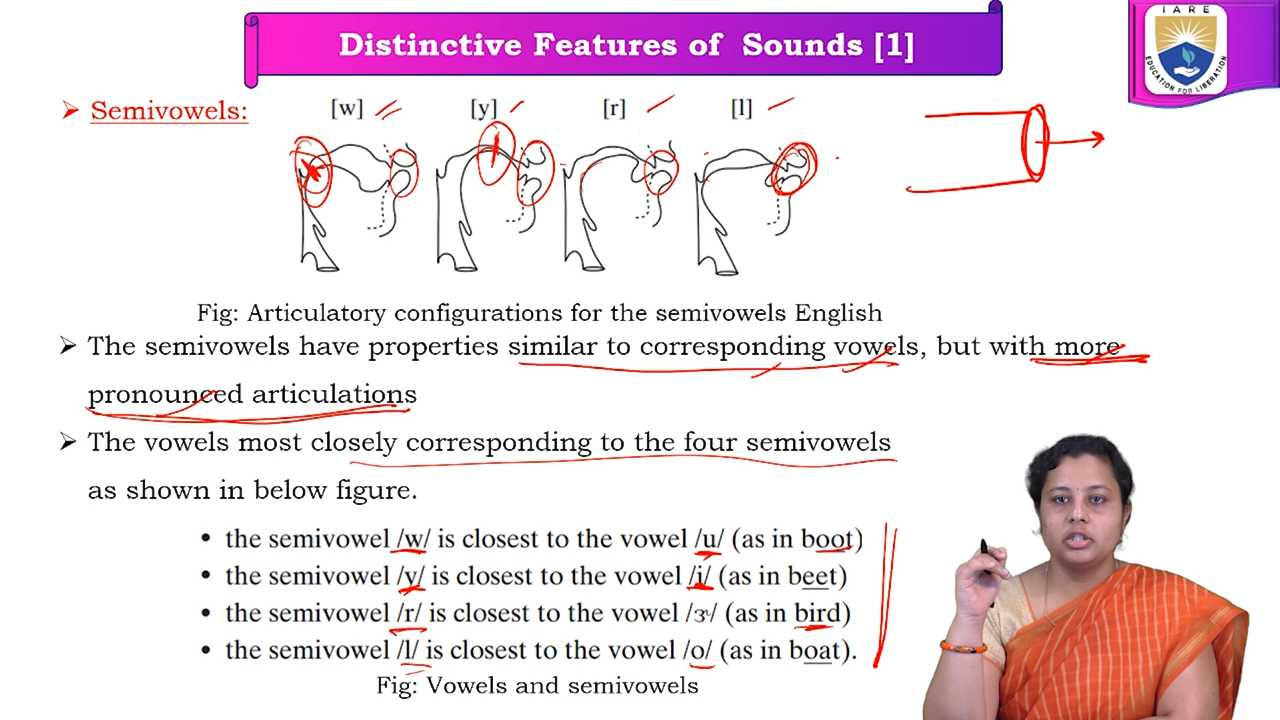 Distinctive Features of Sounds [1]
IARE
EDUCATION FOR LIBERATION
➢ Semivowels:
[w] [y] [r] [l]
Fig: Articulatory configurations for the semivowels English
➢ The semivowels have properties similar to corresponding vowels, but with more
pronounced articulations
➢ The vowels most closely corresponding to the four semivowels
as shown in below figure.
• the semivowel /w/ is closest to the vowel /u/ (as in boot)
• the semivowel /y/ is closest to the vowel /i/ (as in beet)
• the semivowel /r/ is closest to the vowel /ɝ/ (as in bird)
• the semivowel /l/ is closest to the vowel /o/ (as in boat).
Fig: Vowels and semivowels